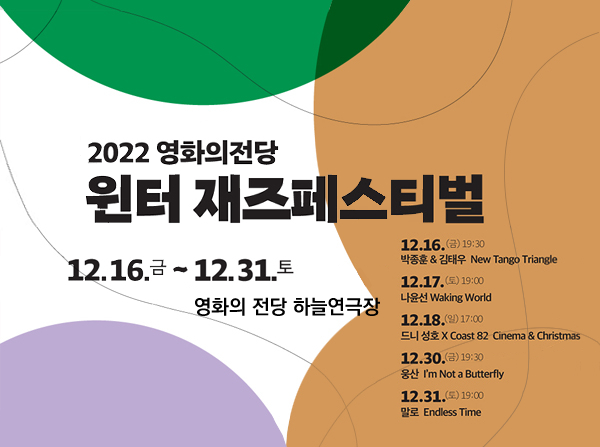 2022 영화의전당
윈터 재즈페스티벌
12.16.금 ~ 12.31.토
영화의 전당 하늘연극장
12.16.(금) 19:30
박종훈 & 김태우 New Tango Triangle
12.17.(토) 19:00
나윤선 Waking World
12.18.(일) 17:00
드니 성호 X Coast 82 Cinema & Christmas
12.30.(금) 19:30
웅산 I'm Not a Butterfly
12.31.(토) 19:00
말로 Endless Time